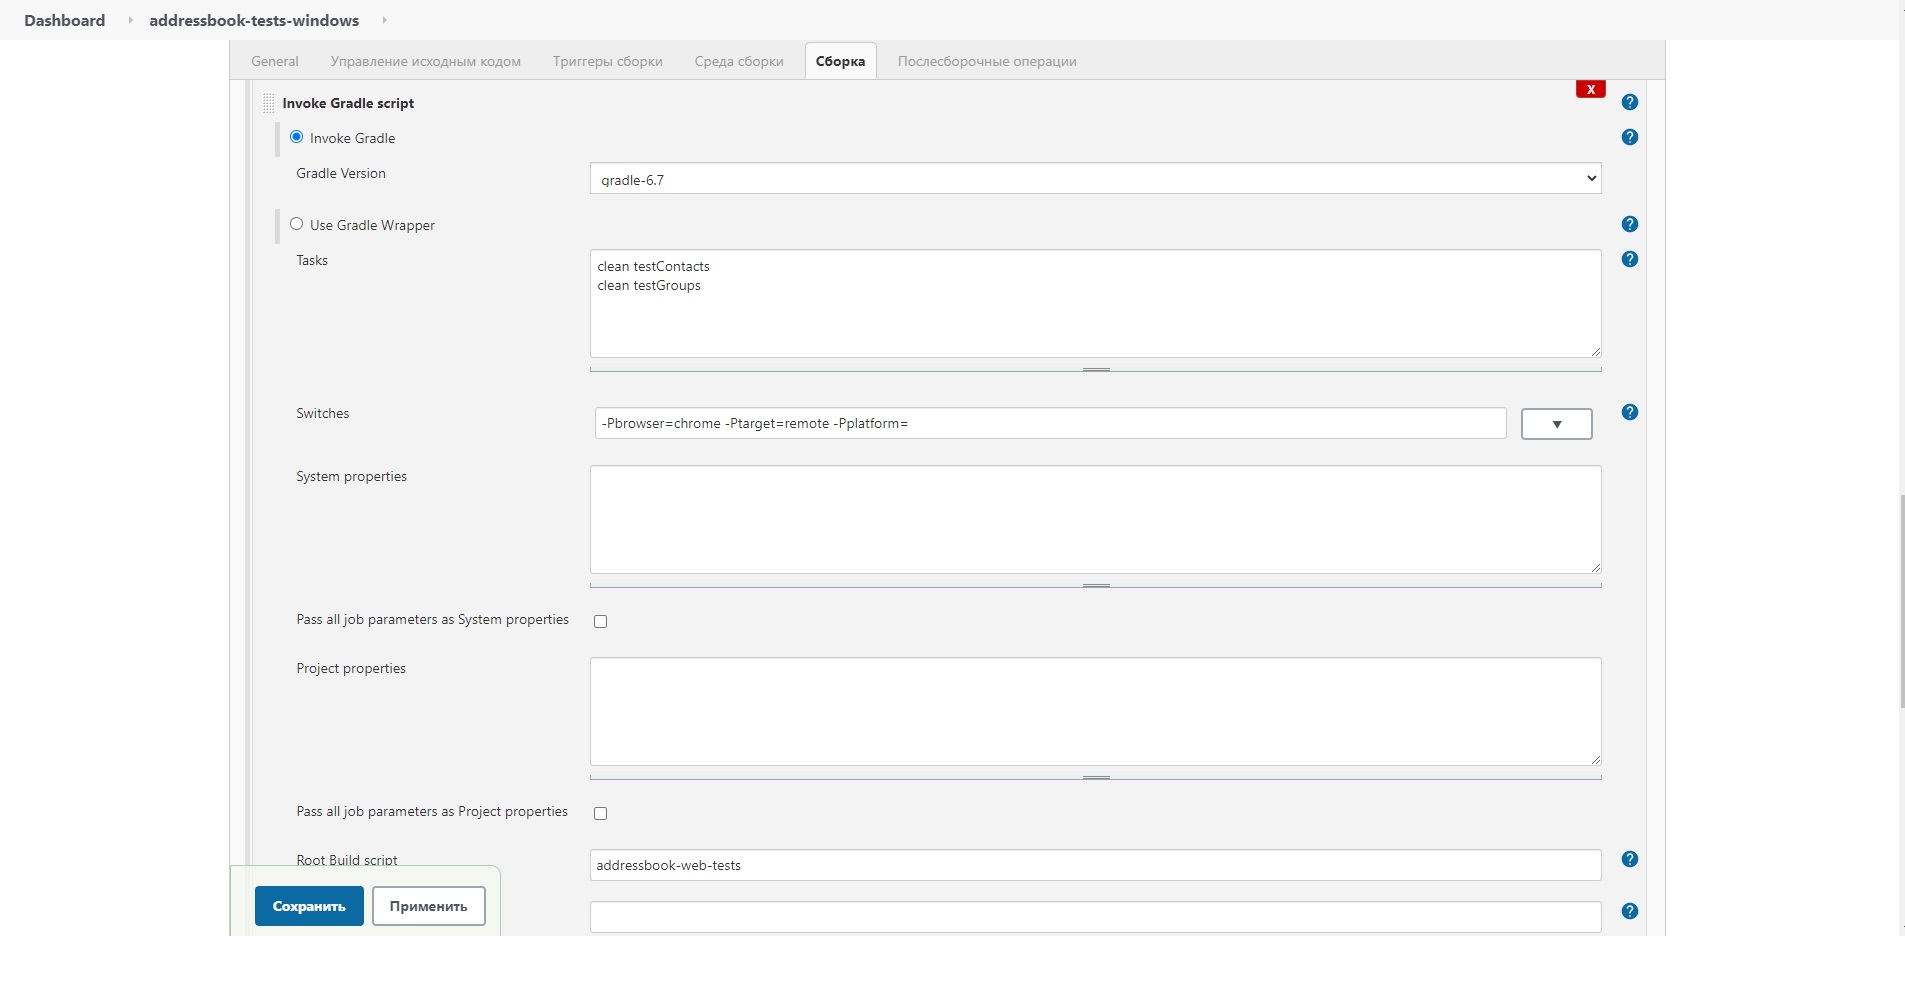 Dashboard addressbook-tests-windows
General Управление исходным кодом Триггеры сборки Среда сборки Сборка Послесборочные операции
Invoke Gradle script
X
?
Invoke Gradle
?
Gradle Version
gradle-6.7
Use Gradle Wrapper
?
Tasks
clean testContacts
clean testGroups
?
Switches
-Pbrowser=chrome -Ptarget=remote -Pplatform=
?
System properties
Pass all job parameters as System properties
Project properties
Pass all job parameters as Project properties
Root Build script
addressbook-web-tests
?
Сохранить Применить
?